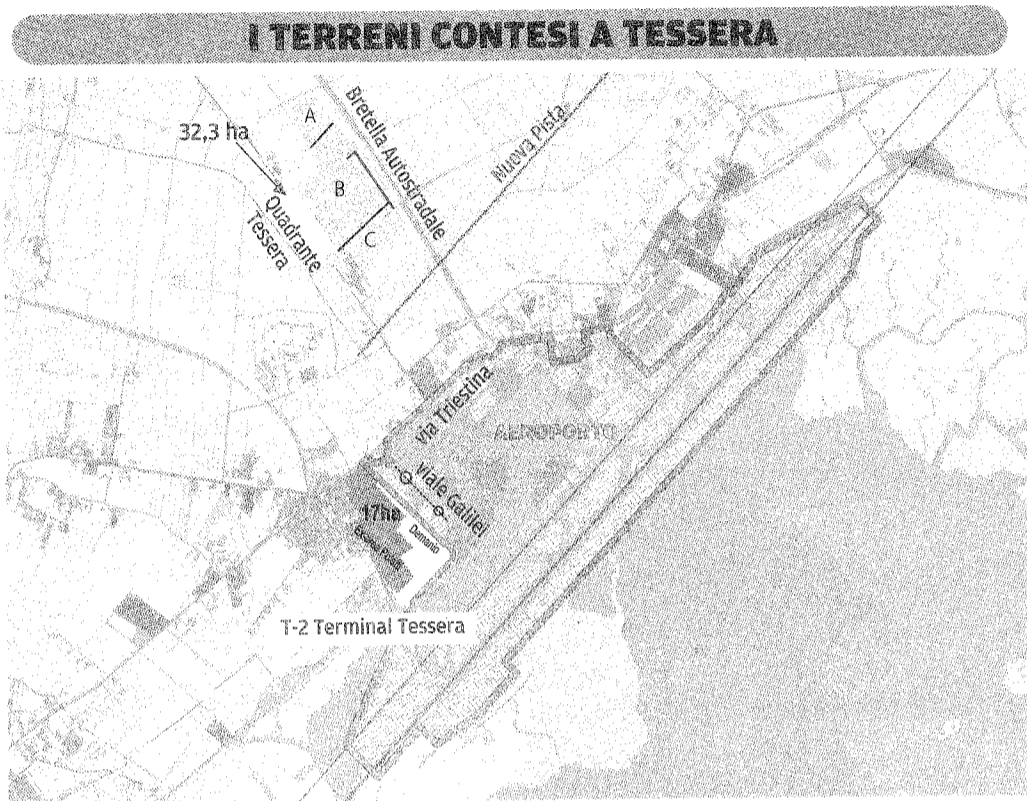 I TERRENI CONTESI A TESSERA
32,3 ha
A
B
C
Bretella Autostradale
Nuova Pista
Quadrante
Tessera
via Triestina
AEROPORTO
viale Galilei
17ha
Demanio
T-2 Terminal Tessera